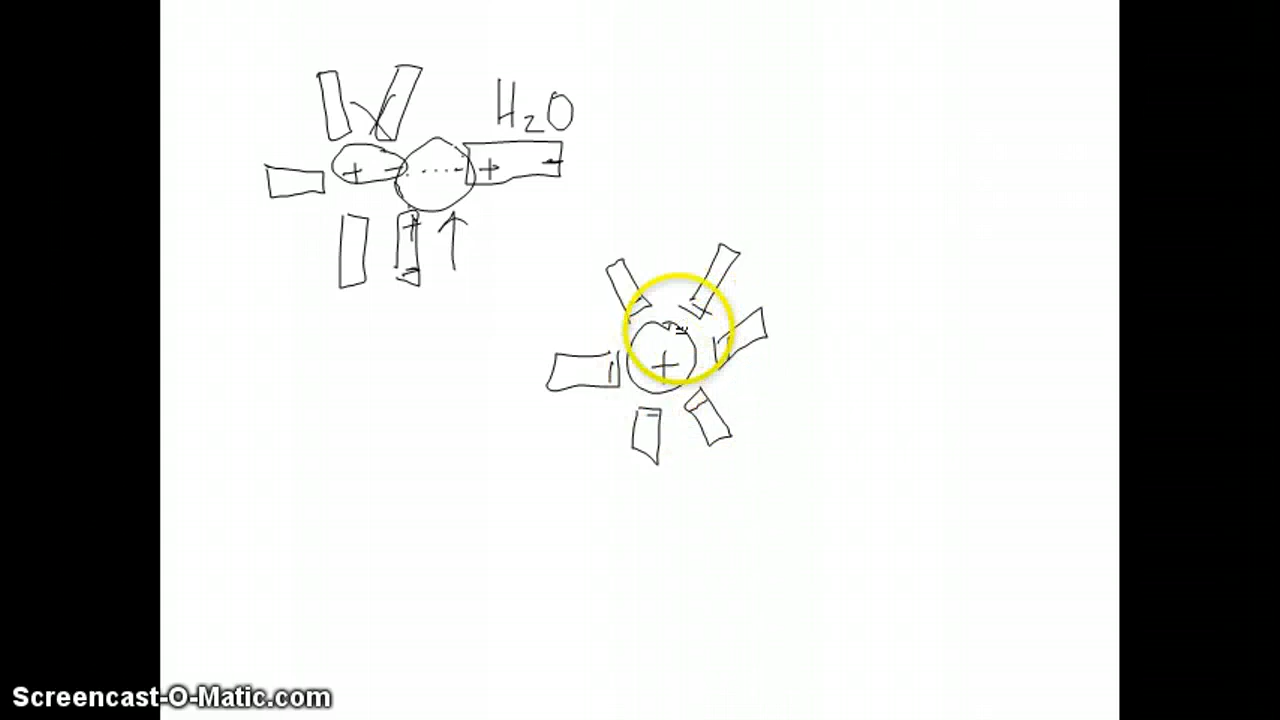 H₂O
+ - + -
+
-
-
-
+
-
-
Screencast-O-Matic.com